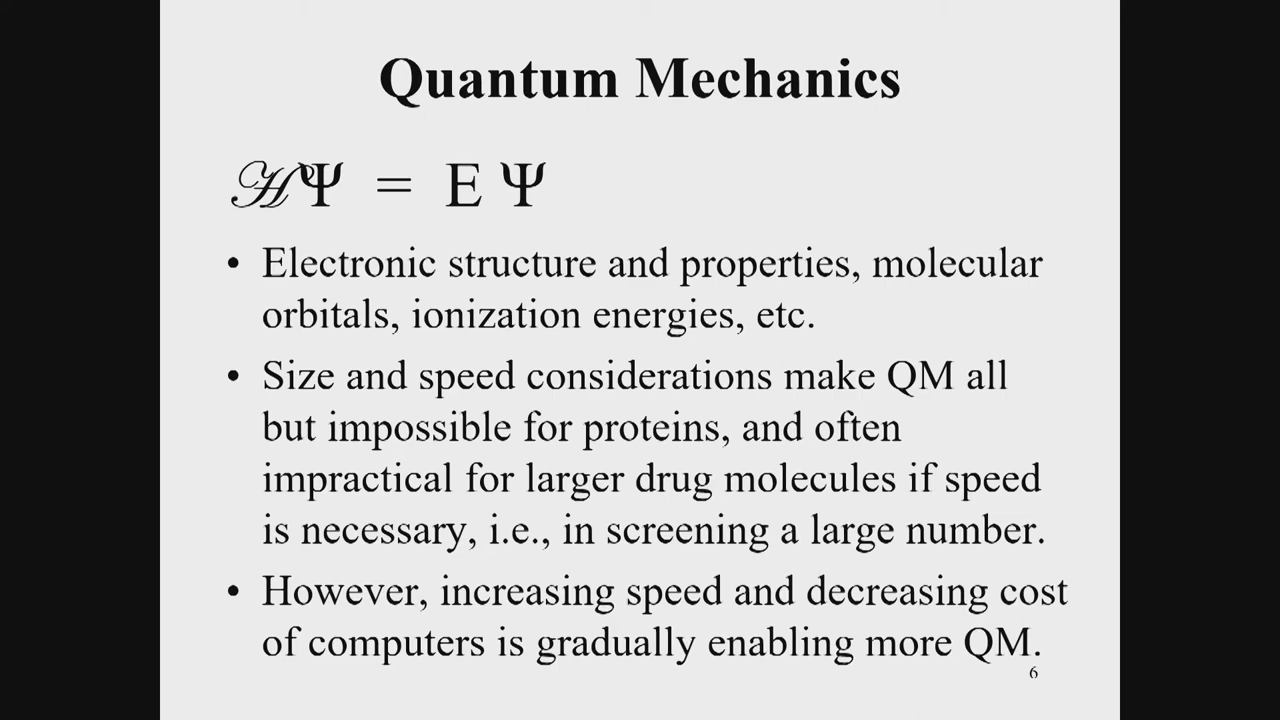 Quantum Mechanics
ℋΨ = E Ψ
• Electronic structure and properties, molecular
orbitals, ionization energies, etc.
• Size and speed considerations make QM all
but impossible for proteins, and often
impractical for larger drug molecules if speed
is necessary, i.e., in screening a large number.
• However, increasing speed and decreasing cost
of computers is gradually enabling more QM.
6